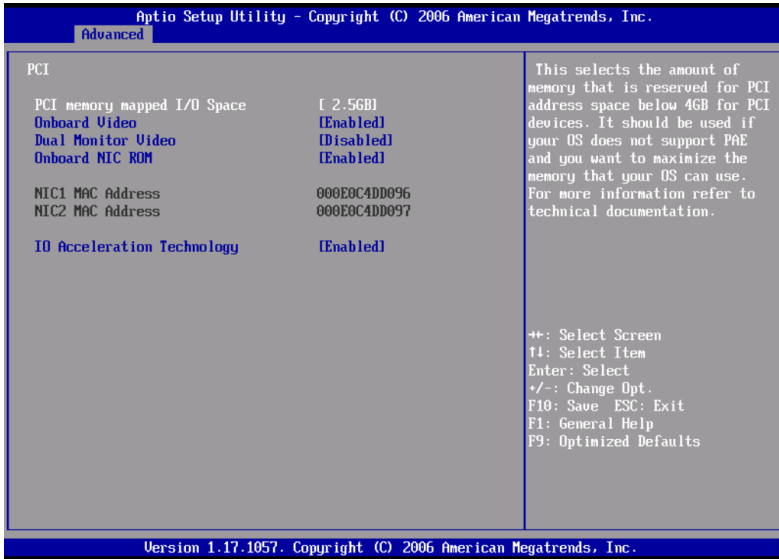 Aptio Setup Utility - Copyright (C) 2006 American Megatrends, Inc.
Advanced
PCI
PCI memory mapped I/O Space [ 2.5GB]
Onboard Video [Enabled]
Dual Monitor Video [Disabled]
Onboard NIC ROM [Enabled]
NIC1 MAC Address 000E0C4DD096
NIC2 MAC Address 000E0C4DD097
IO Acceleration Technology [Enabled]
This selects the amount of
memory that is reserved for PCI
address space below 4GB for PCI
devices. It should be used if
your OS does not support PAE
and you want to maximize the
memory that your OS can use.
For more information refer to
technical documentation.
→←: Select Screen
↑↓: Select Item
Enter: Select
+/-: Change Opt.
F10: Save ESC: Exit
F1: General Help
F9: Optimized Defaults
Version 1.17.1057. Copyright (C) 2006 American Megatrends, Inc.